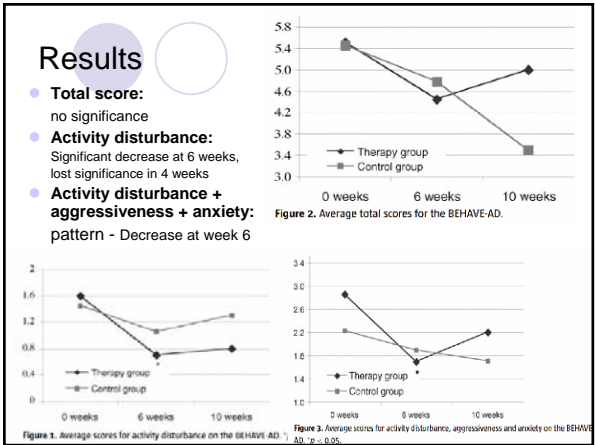 Results
Total score:
no significance
Activity disturbance:
Significant decrease at 6 weeks,
lost significance in 4 weeks
Activity disturbance +
aggressiveness + anxiety:
pattern - Decrease at week 6
5.8
5.4
5.0
4.6
4.2
3.8
3.4
3.0
Therapy group
Control group
0 weeks 6 weeks 10 weeks
Figure 2. Average total scores for the BEHAVE-AD.
2
1.6
1.2
0.8
0.4
0
*
Therapy group
Control group
0 weeks 6 weeks 10 weeks
Figure 1. Average scores for activity disturbance on the BEHAVE-AD. *
3.4
3.0
2.6
2.2
1.8
1.4
1.0
*
Therapy group
Control group
0 weeks 6 weeks 10 weeks
Figure 3. Average scores for activity disturbance, aggressiveness and anxiety on the BEHAVE
AD. *p < 0.05.